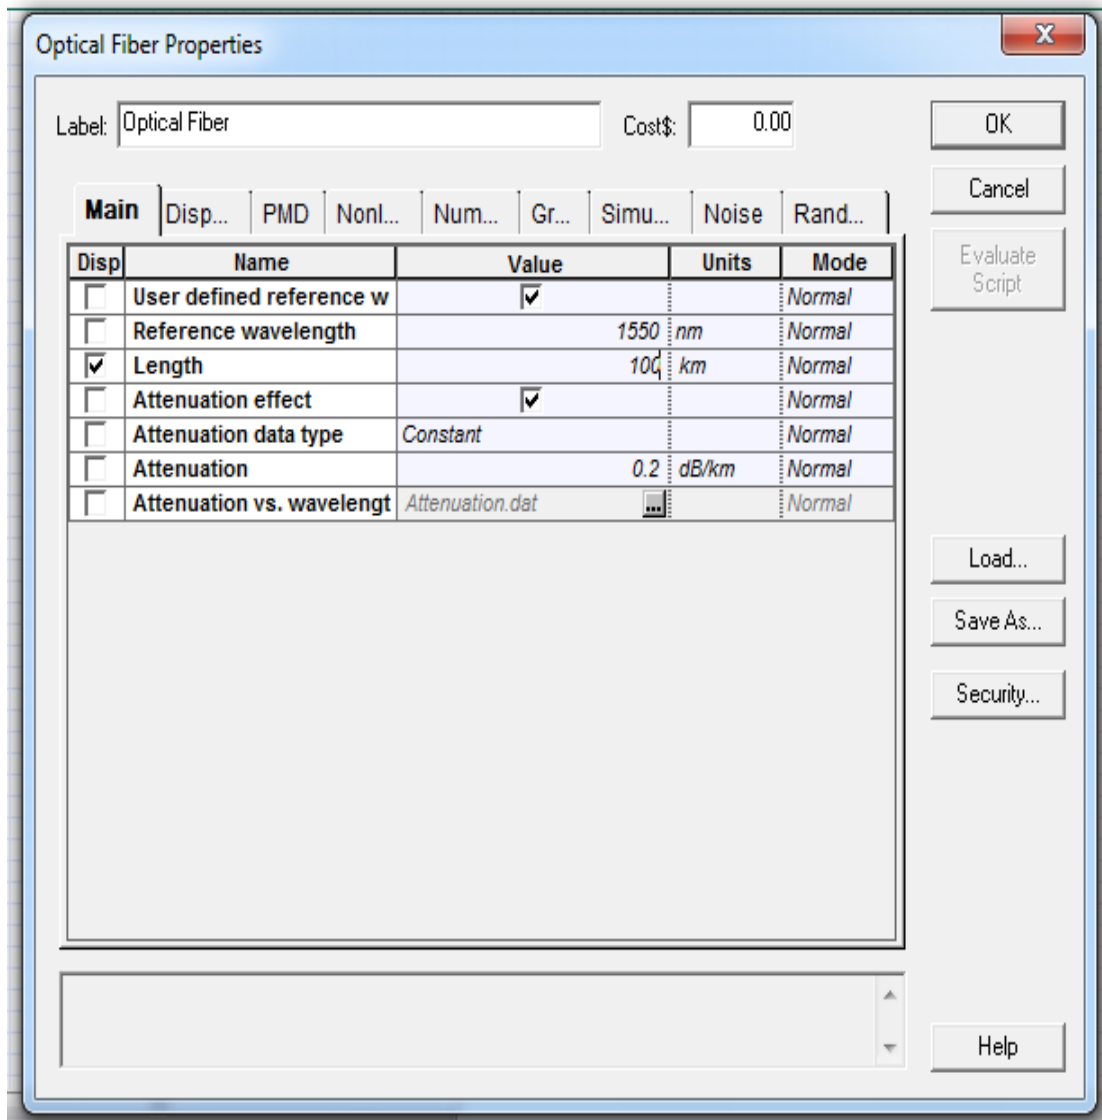 Optical Fiber Properties
Label: Optical Fiber Cost$: 0.00 OK
Cancel
Main Disp... PMD Nonl... Num... Gr... Simu... Noise Rand...
Evaluate Script
Disp Name Value Units Mode
User defined reference w Normal
Reference wavelength 1550 nm Normal
Length 100 km Normal
Attenuation effect Normal
Attenuation data type Constant Normal
Attenuation 0.2 dB/km Normal
Attenuation vs. wavelengt Attenuation.dat ... Normal
Load...
Save As...
Security...
Help